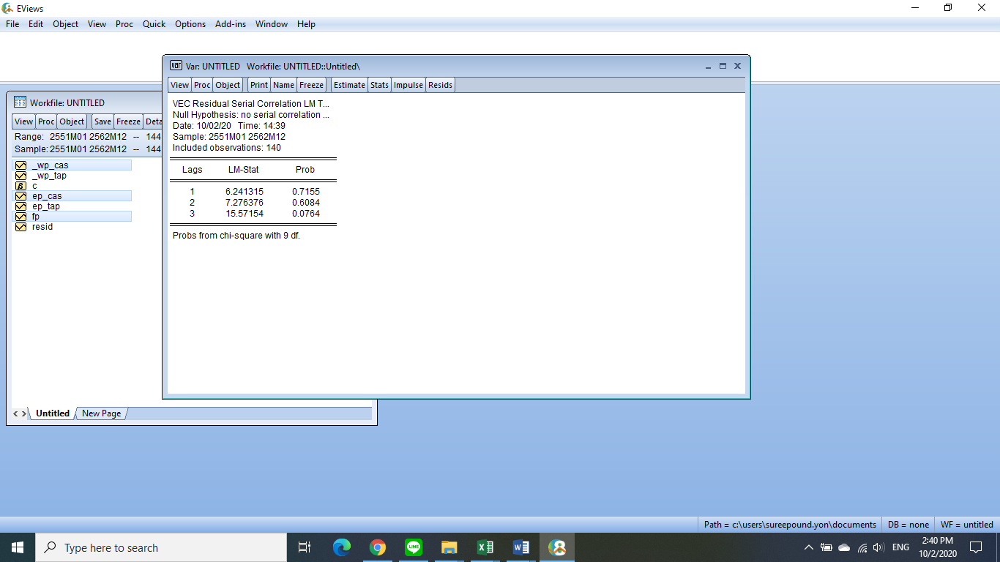 EViews
File Edit Object View Proc Quick Options Add-ins Window Help
Workfile: UNTITLED
View Proc Object Save Freeze Deta
Range: 2551M01 2562M12 -- 144
Sample: 2551M01 2562M12 -- 144
_wp_cas
_wp_tap
c
ep_cas
ep_tap
fp
resid
< > Untitled New Page
var Var: UNTITLED Workfile: UNTITLED::Untitled\
View Proc Object Print Name Freeze Estimate Stats Impulse Resids
VEC Residual Serial Correlation LM T...
Null Hypothesis: no serial correlation ...
Date: 10/02/20 Time: 14:39
Sample: 2551M01 2562M12
Included observations: 140
Lags LM-Stat Prob
1 6.241315 0.7155
2 7.276376 0.6084
3 15.57154 0.0764
Probs from chi-square with 9 df.
Path = c:\users\sureepound.yon\documents DB = none WF = untitled
Type here to search
LINE
ENG
2:40 PM
10/2/2020